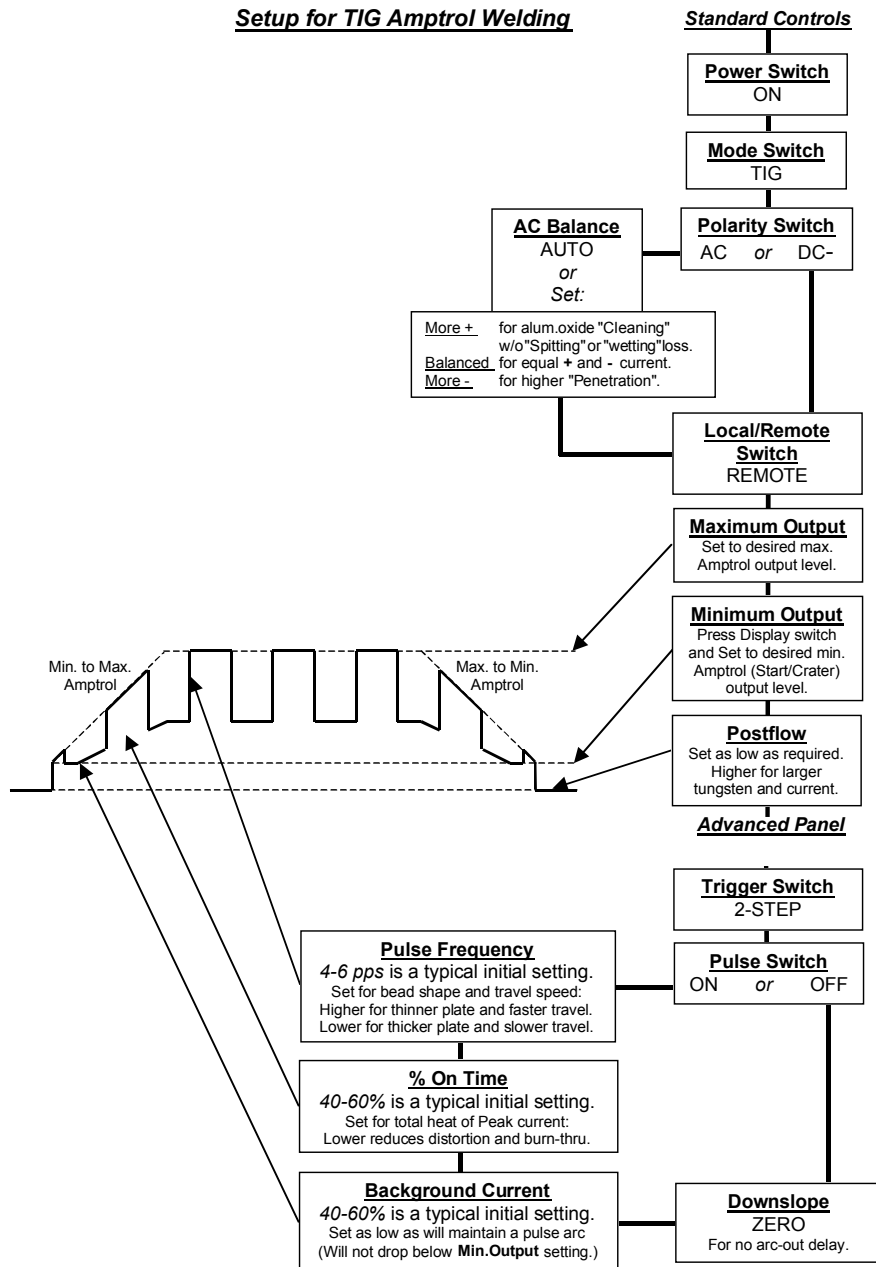 Setup for TIG Amptrol Welding
Standard Controls
Power Switch
ON
Mode Switch
TIG
Polarity Switch
AC or DC-
AC Balance
AUTO
or
Set:
More + for alum.oxide "Cleaning"
w/o"Spitting" or "wetting"loss.
Balanced for equal + and - current.
More - for higher "Penetration".
Local/Remote
Switch
REMOTE
Maximum Output
Set to desired max.
Amptrol output level.
Minimum Output
Press Display switch
and Set to desired min.
Amptrol (Start/Crater)
output level.
Min. to Max.
Amptrol
Max. to Min.
Amptrol
Postflow
Set as low as required.
Higher for larger
tungsten and current.
Advanced Panel
Trigger Switch
2-STEP
Pulse Switch
ON or OFF
Pulse Frequency
4-6 pps is a typical initial setting.
Set for bead shape and travel speed:
Higher for thinner plate and faster travel.
Lower for thicker plate and slower travel.
% On Time
40-60% is a typical initial setting.
Set for total heat of Peak current:
Lower reduces distortion and burn-thru.
Background Current
40-60% is a typical initial setting.
Set as low as will maintain a pulse arc
(Will not drop below Min.Output setting.)
Downslope
ZERO
For no arc-out delay.